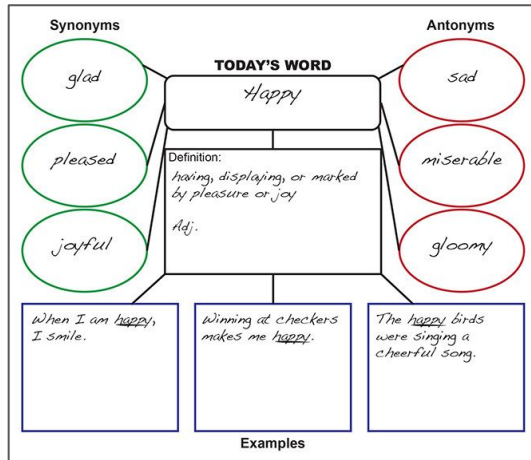 Synonyms
Antonyms
glad
TODAY'S WORD
sad
Happy
pleased
Definition:
having, displaying, or marked
by pleasure or joy
Adj.
miserable
joyful
gloomy
When I am happy,
I smile.
Winning at checkers
makes me happy.
The happy birds
were singing a
cheerful song.
Examples